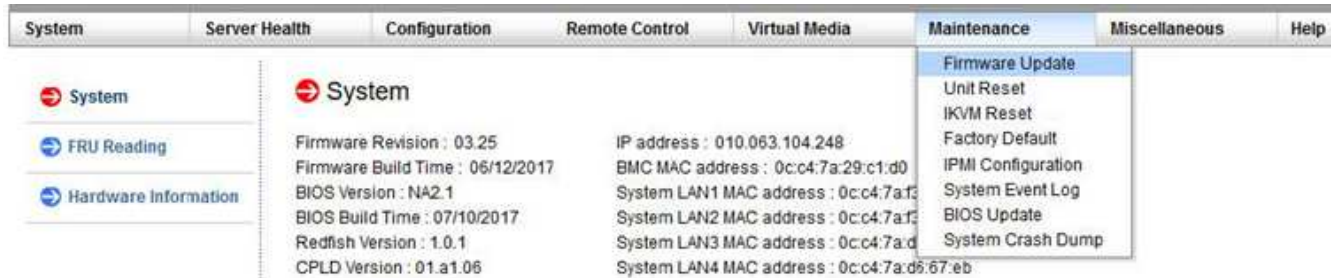 System Server Health Configuration Remote Control Virtual Media Maintenance Miscellaneous Help
Firmware Update
Unit Reset
IKVM Reset
Factory Default
IPMI Configuration
System Event Log
BIOS Update
System Crash Dump
System
FRU Reading
Hardware Information
System
Firmware Revision : 03.25
Firmware Build Time : 06/12/2017
BIOS Version : NA2.1
BIOS Build Time : 07/10/2017
Redfish Version : 1.0.1
CPLD Version : 01.a1.06
IP address : 010.063.104.248
BMC MAC address : 0c:c4:7a:29:c1:d0
System LAN1 MAC address : 0c:c4:7a:f3
System LAN2 MAC address : 0c:c4:7a:f3
System LAN3 MAC address : 0c:c4:7a:d
System LAN4 MAC address : 0c:c4:7a:d6:67:eb